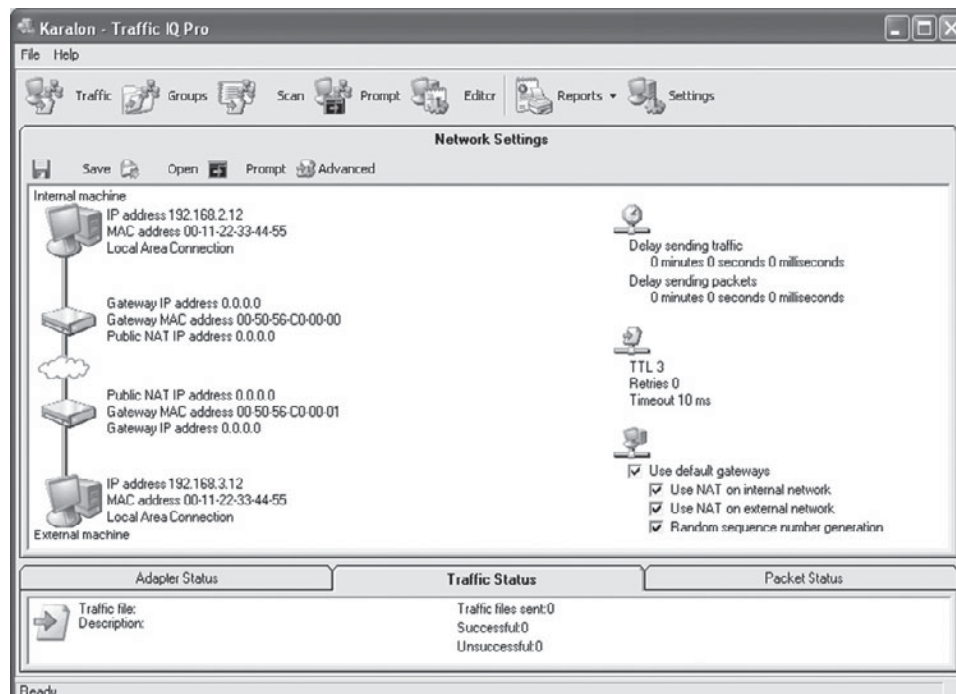 Karalon - Traffic IQ Pro
File Help
Traffic Groups Scan Prompt Editor Reports Settings
Network Settings
Save Open Prompt Advanced
Internal machine
IP address 192.168.2.12
MAC address 00-11-22-33-44-55
Local Area Connection
Gateway IP address 0.0.0.0
Gateway MAC address 00-50-56-C0-00-00
Public NAT IP address 0.0.0.0
Public NAT IP address 0.0.0.0
Gateway MAC address 00-50-56-C0-00-01
Gateway IP address 0.0.0.0
IP address 192.168.3.12
MAC address 00-11-22-33-44-55
Local Area Connection
External machine
Delay sending traffic
0 minutes 0 seconds 0 milliseconds
Delay sending packets
0 minutes 0 seconds 0 milliseconds
TTL 3
Retries 0
Timeout 10 ms
Use default gateways
Use NAT on internal network
Use NAT on external network
Random sequence number generation
Adapter Status Traffic Status Packet Status
Traffic file:
Description:
Traffic files sent:0
Successful:0
Unsuccessful:0
Ready